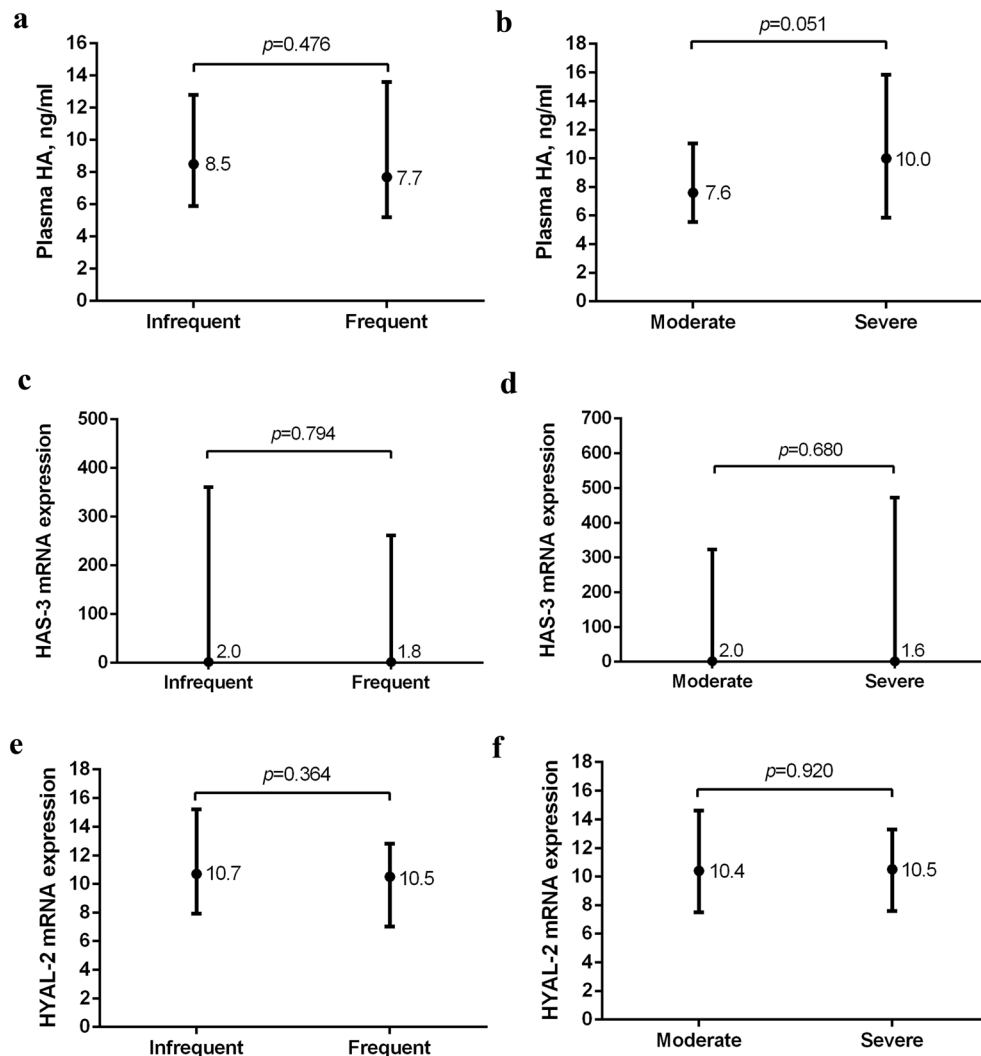 a
Plasma HA, ng/ml
16
14
12
10
8
6
4
2
0
p=0.476
8.5
7.7
Infrequent Frequent
b
Plasma HA, ng/ml
18
16
14
12
10
8
6
4
2
0
p=0.051
7.6
10.0
Moderate Severe
c
HAS-3 mRNA expression
500
400
300
200
100
0
p=0.794
2.0
1.8
Infrequent Frequent
d
HAS-3 mRNA expression
700
600
500
400
300
200
100
0
p=0.680
2.0
1.6
Moderate Severe
e
HYAL-2 mRNA expression
18
16
14
12
10
8
6
4
2
0
p=0.364
10.7
10.5
Infrequent Frequent
f
HYAL-2 mRNA expression
18
16
14
12
10
8
6
4
2
0
p=0.920
10.4
10.5
Moderate Severe